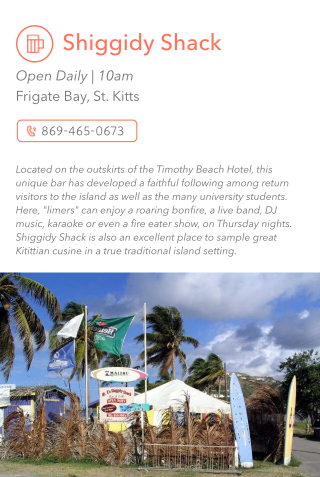 Shiggidy Shack
Open Daily | 10am
Frigate Bay, St. Kitts
869-465-0673
Located on the outskirts of the Timothy Beach Hotel, this
unique bar has developed a faithful following among return
visitors to the island as well as the many university students.
Here, "limers" can enjoy a roaring bonfire, a live band, DJ
music, karaoke or even a fire eater show, on Thursday nights.
Shiggidy Shack is also an excellent place to sample great
Kitittian cusine in a true traditional island setting.
MALIBU